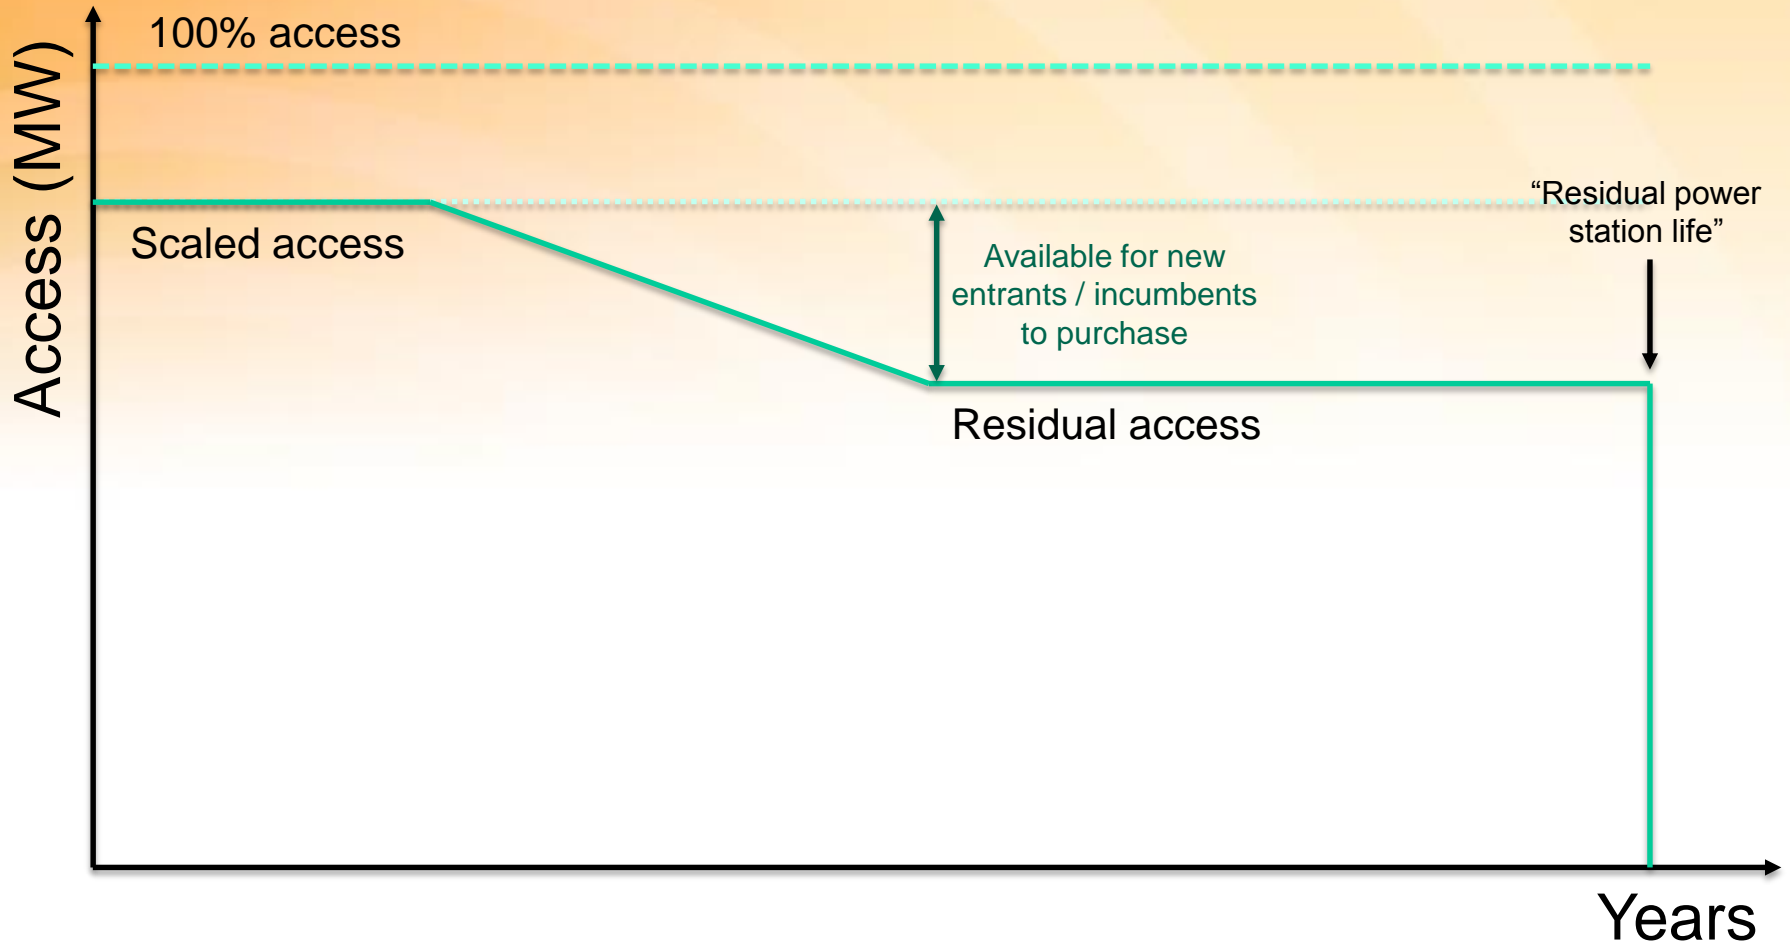 100% access
Access (MW)
Scaled access
“Residual power
station life”
Available for new
entrants / incumbents
to purchase
Residual access
Years